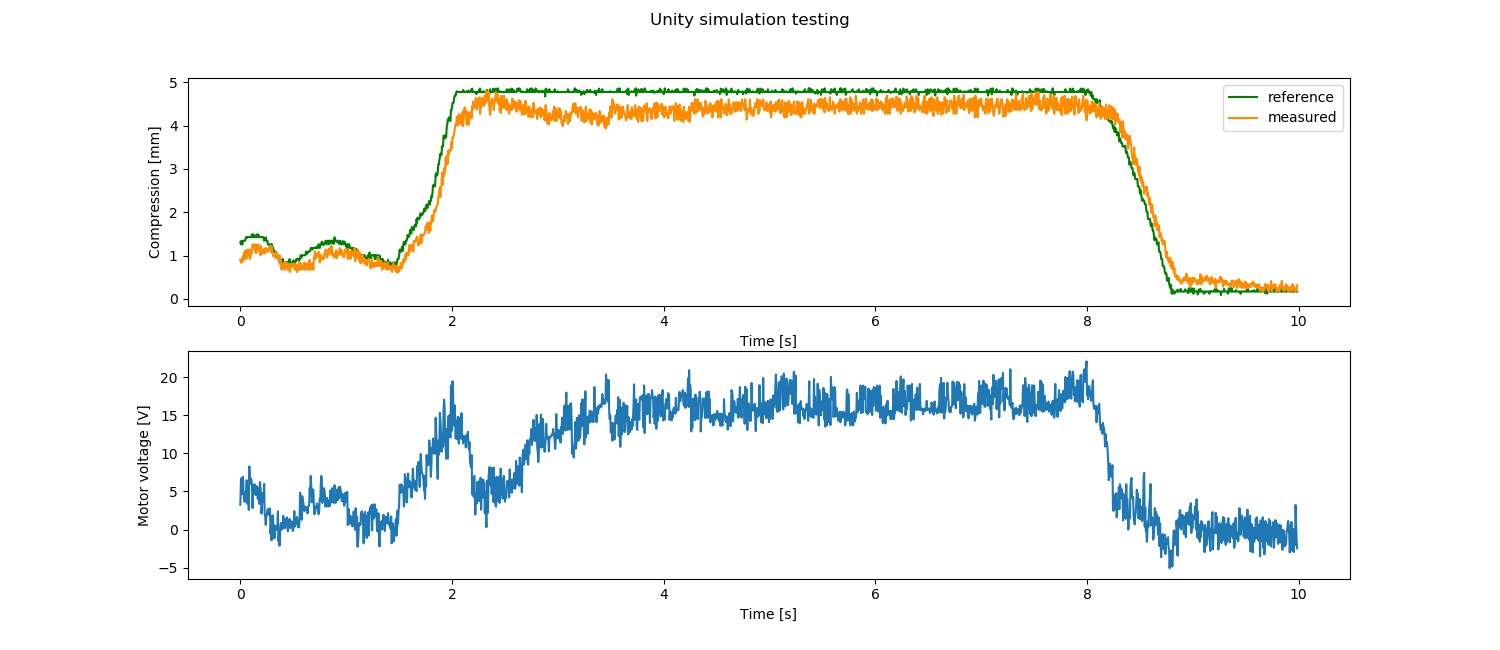 Unity simulation testing
5
4
3
2
1
0
Compression [mm]
reference
measured
0 2 4 6 8 10
Time [s]
20
15
10
5
0
−5
Motor voltage [V]
0 2 4 6 8 10
Time [s]